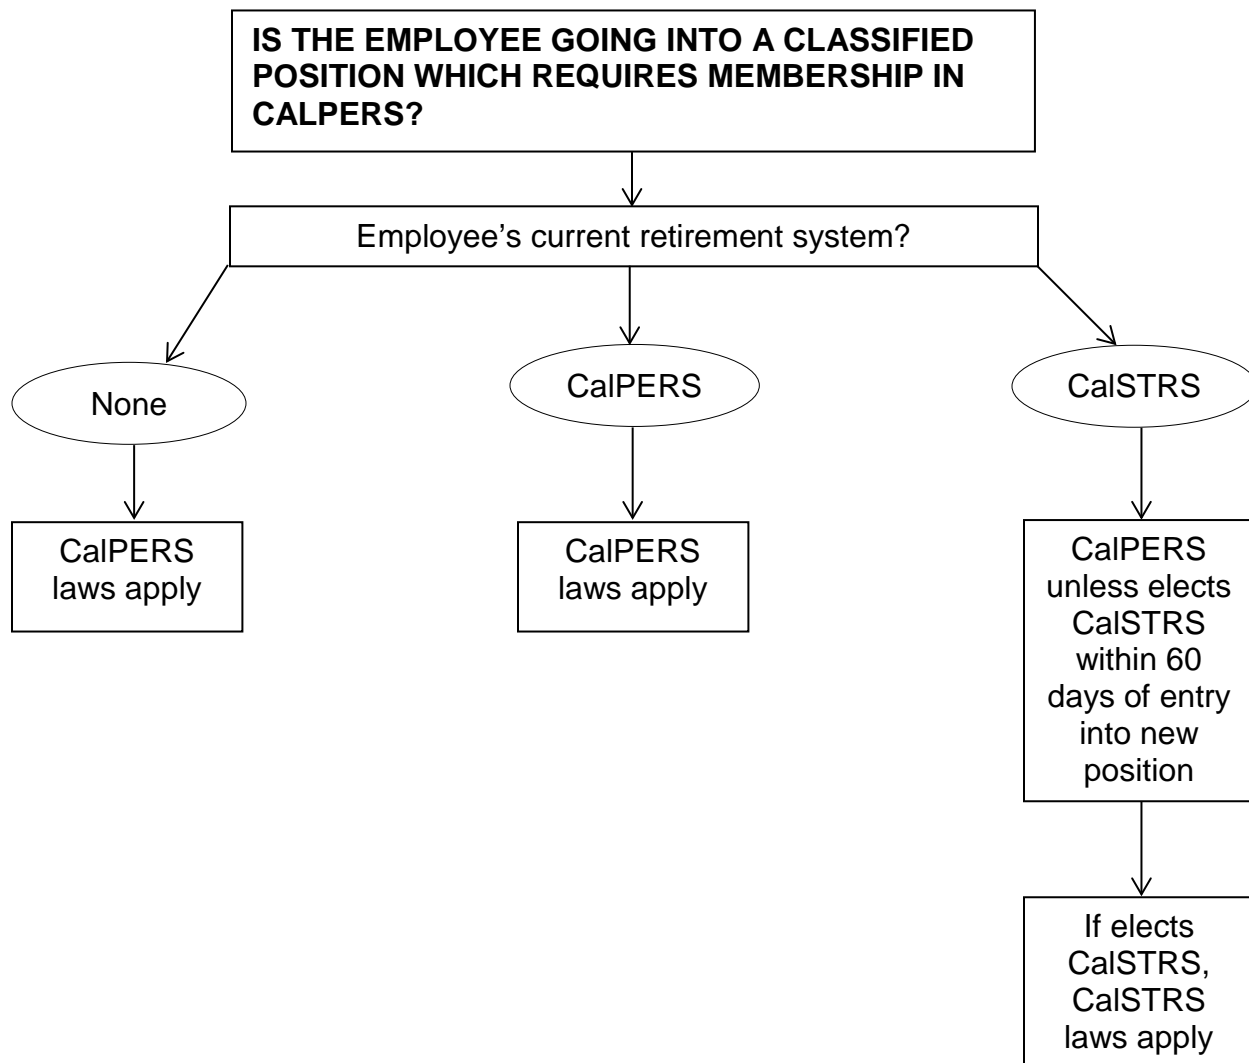 IS THE EMPLOYEE GOING INTO A CLASSIFIED
POSITION WHICH REQUIRES MEMBERSHIP IN
CALPERS?
Employee’s current retirement system?
None
CalPERS
CalSTRS
CalPERS
laws apply
CalPERS
laws apply
CalPERS
unless elects
CalSTRS
within 60
days of entry
into new
position
If elects
CalSTRS,
CalSTRS
laws apply